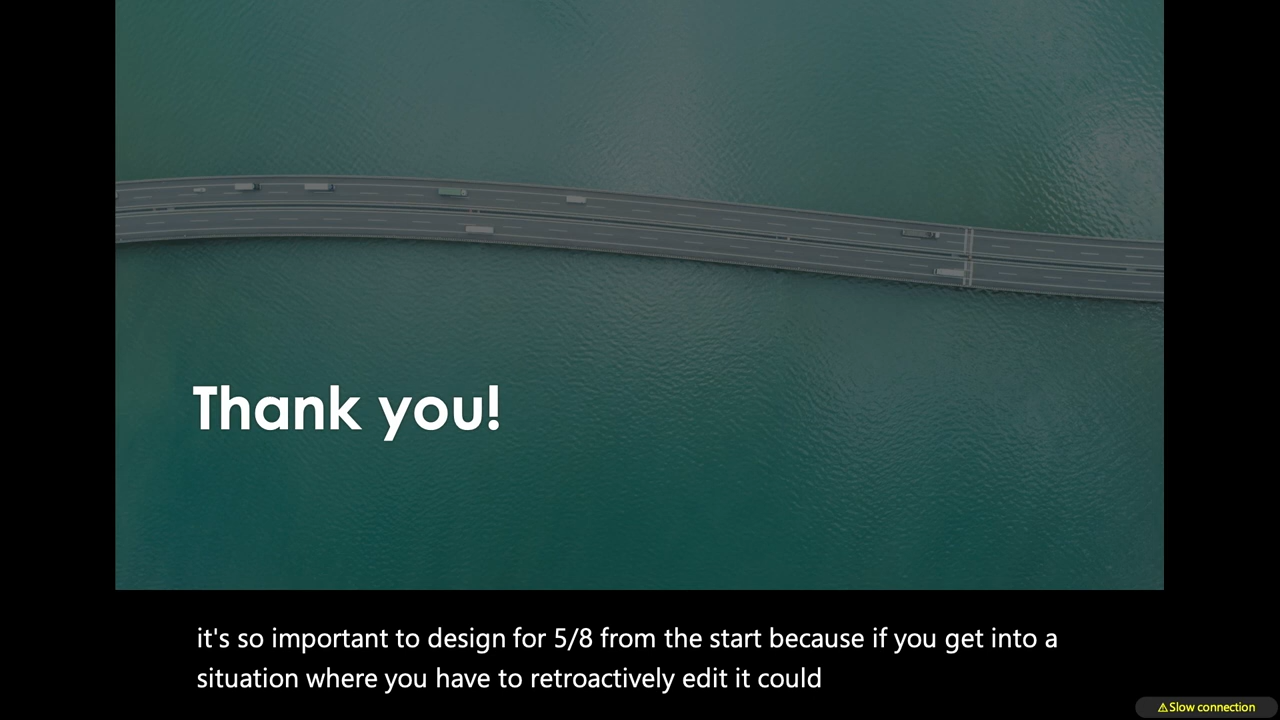 Thank you!
it's so important to design for 5/8 from the start because if you get into a
situation where you have to retroactively edit it could
⚠Slow connection